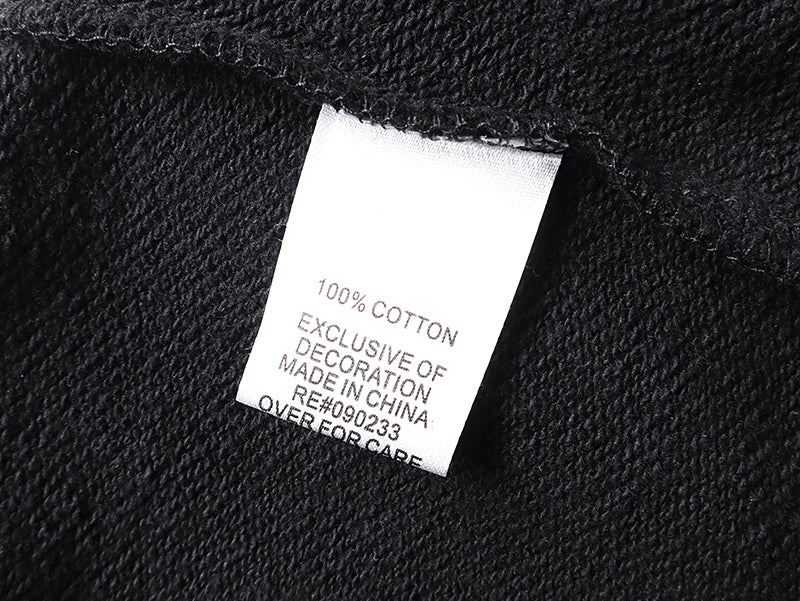 100% COTTON
EXCLUSIVE OF
DECORATION
MADE IN CHINA
RE#090233
OVER FOR CARE